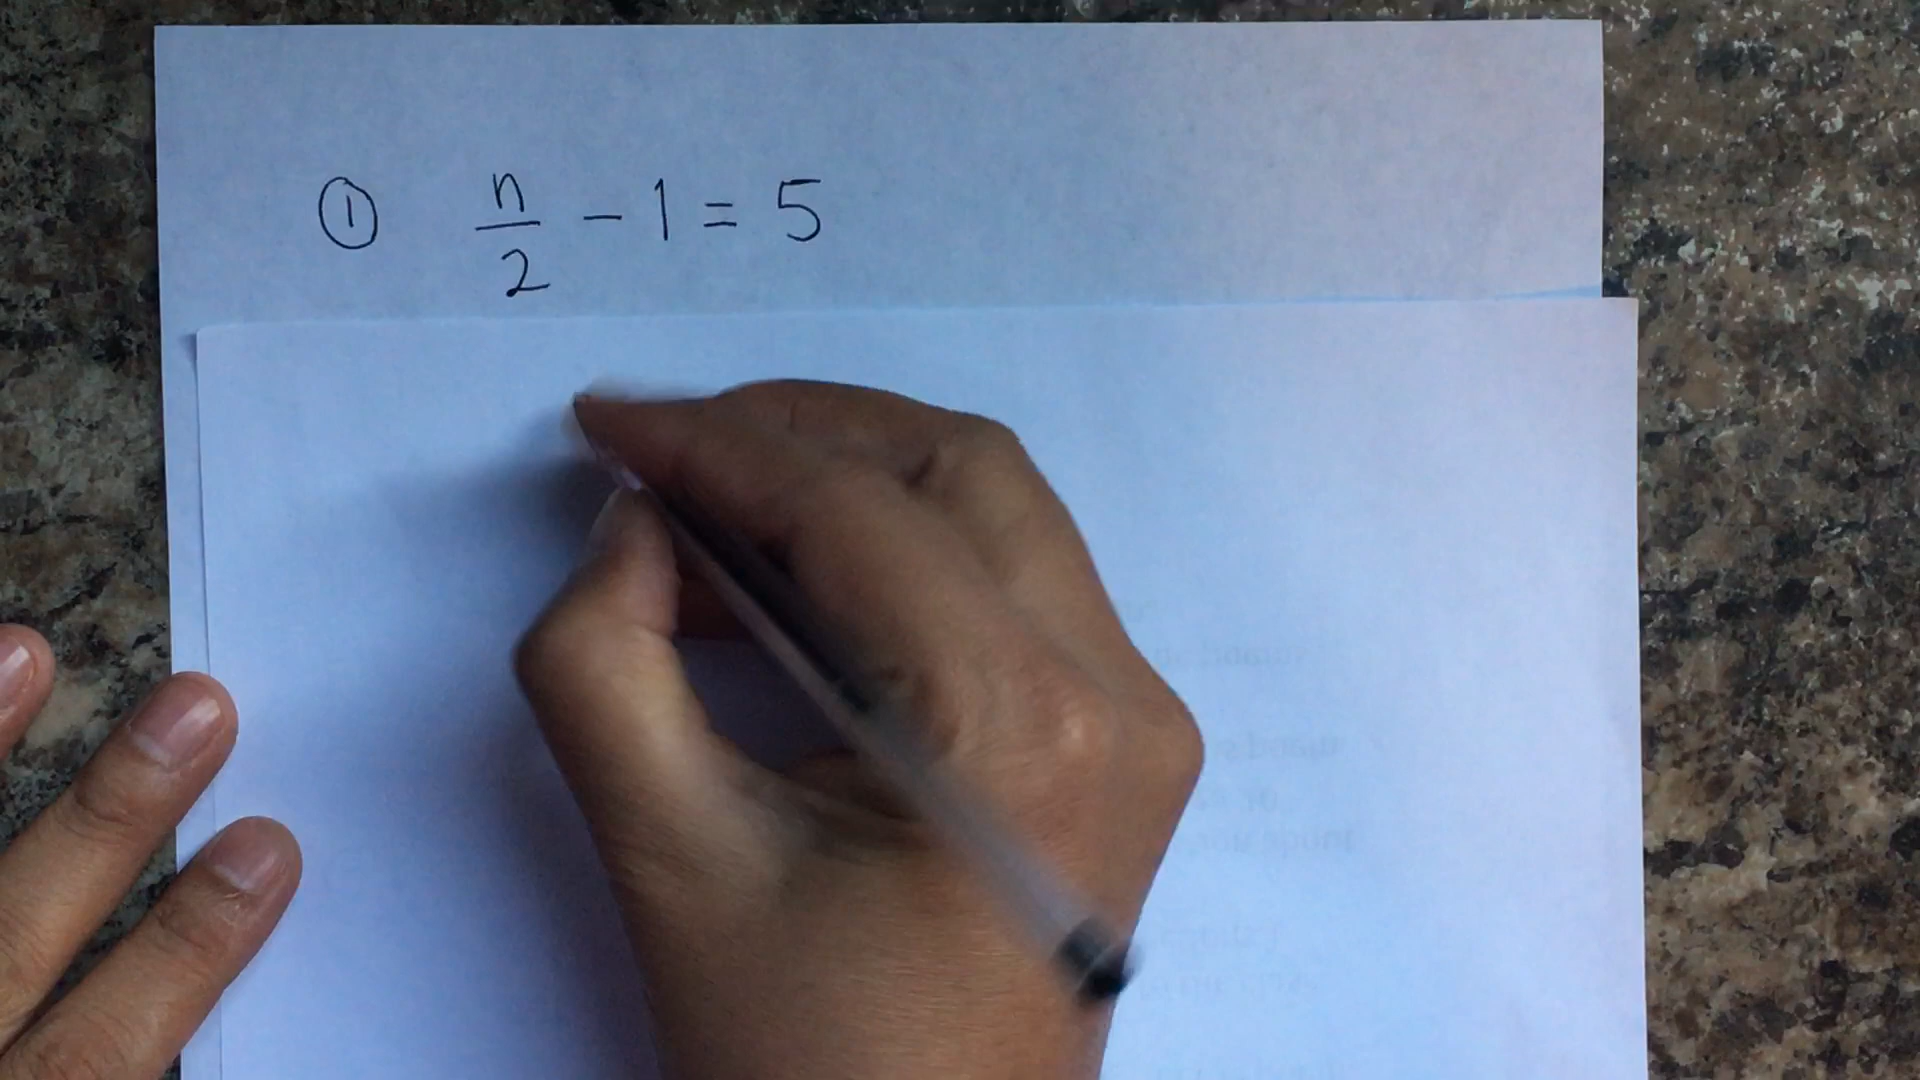 ① n/2 - 1 = 5